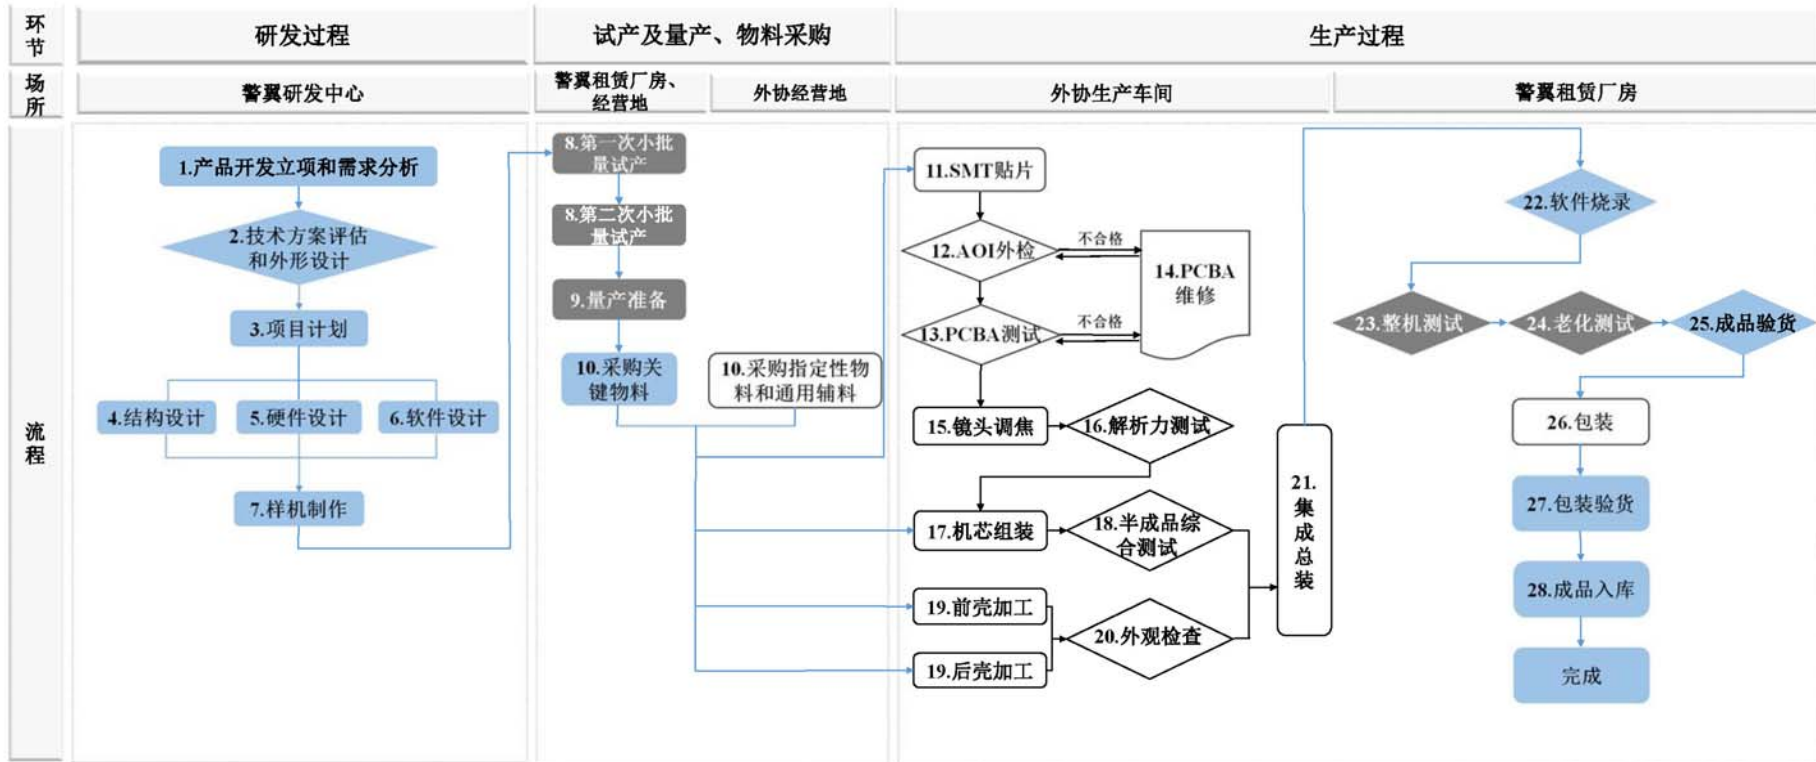 环
节
研发过程
试产及量产、物料采购
生产过程
场
所
警翼研发中心
警翼租赁厂房、
经营地
外协经营地
外协生产车间
警翼租赁厂房
流
程
1.产品开发立项和需求分析
2.技术方案评估
和外形设计
3.项目计划
4.结构设计
5.硬件设计
6.软件设计
7.样机制作
8.第一次小批
量试产
8.第二次小批
量试产
9.量产准备
10.采购关
键物料
10.采购指定性物
料和通用辅料
11.SMT贴片
12.AOI外检
不合格
13.PCBA测试
不合格
14.PCBA
维修
15.镜头调焦
16.解析力测试
17.机芯组装
18.半成品综
合测试
19.前壳加工
19.后壳加工
20.外观检查
21.
集
成
总
装
22.软件烧录
23.整机测试
24.老化测试
25.成品验货
26.包装
27.包装验货
28.成品入库
完成